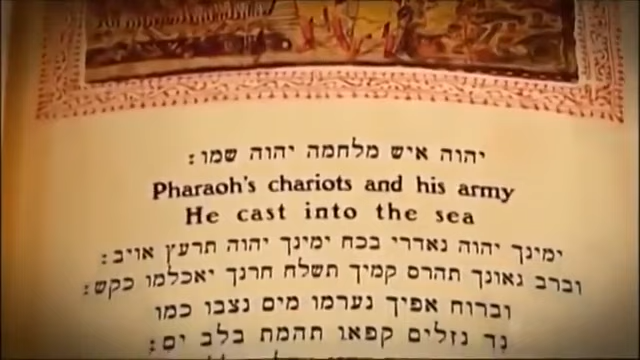 יהוה איש מלחמה יהוה שמו:
Pharaoh's chariots and his army
He cast into the sea
ימינך יהוה נאדרי בכח ימינך יהוה תרעץ אויב:
וברב גאונך תהרס קמיך תשלח חרנך יאכלמו כקש:
וברוח אפיך נערמו מים נצבו כמו
נד נזלים קפאו תהמת בלב ים: